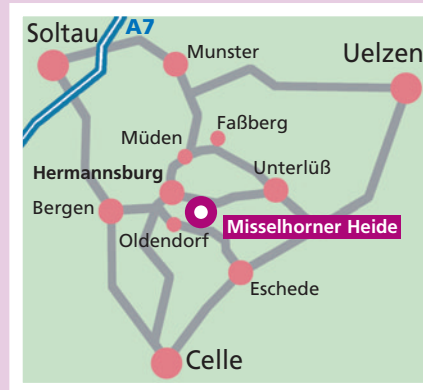 A7
Soltau
Munster
Uelzen
Faßberg
Müden
Hermannsburg
Unterlüß
Bergen
Misselhorner Heide
Oldendorf
Eschede
Celle